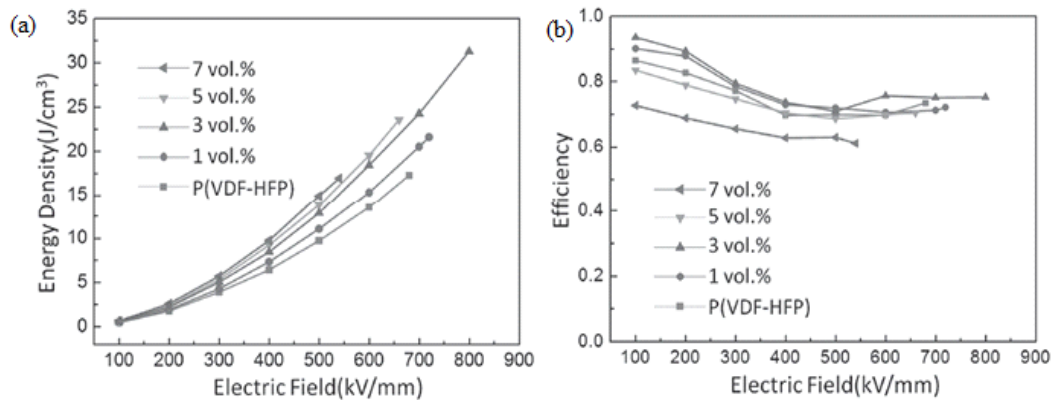 (a)
Energy Density(J/cm³)
35
30
25
20
15
10
5
0
7 vol.%
5 vol.%
3 vol.%
1 vol.%
P(VDF-HFP)
100 200 300 400 500 600 700 800 900
Electric Field(kV/mm)
(b)
Efficiency
1.0
0.8
0.6
0.4
0.2
0.0
7 vol.%
5 vol.%
3 vol.%
1 vol.%
P(VDF-HFP)
100 200 300 400 500 600 700 800 900
Electric Field(kV/mm)